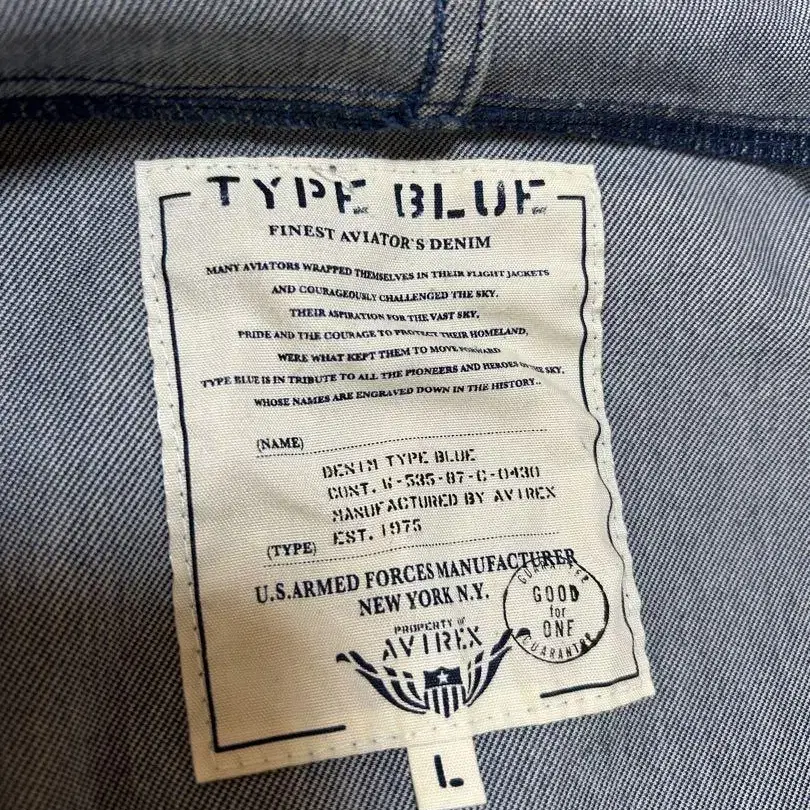 TYPE BLUE
FINEST AVIATOR'S DENIM
MANY AVIATORS WRAPPED THEMSELVES IN THEIR FLIGHT JACKETS
AND COURAGEOUSLY CHALLENGED THE SKY.
THEIR ASPIRATION FOR THE VAST SKY,
PRIDE AND THE COURAGE TO PROTECT THEIR HOMELAND,
WERE WHAT KEPT THEM TO MOVE FORWARD
TYPE BLUE IS IN TRIBUTE TO ALL THE PIONEERS AND HEROES OF THE SKY,
WHOSE NAMES ARE ENGRAVED DOWN IN THE HISTORY..
(NAME)
DENIM TYPE BLUE
CONT. N-535-87-C-0430
MANUFACTURED BY AVIREX
(TYPE) EST. 1975
U.S.ARMED FORCES MANUFACTURER
NEW YORK N.Y.
GUARANTEE
GOOD
for
ONE
GUARANTEE
PROPERTY OF
AVIREX
L